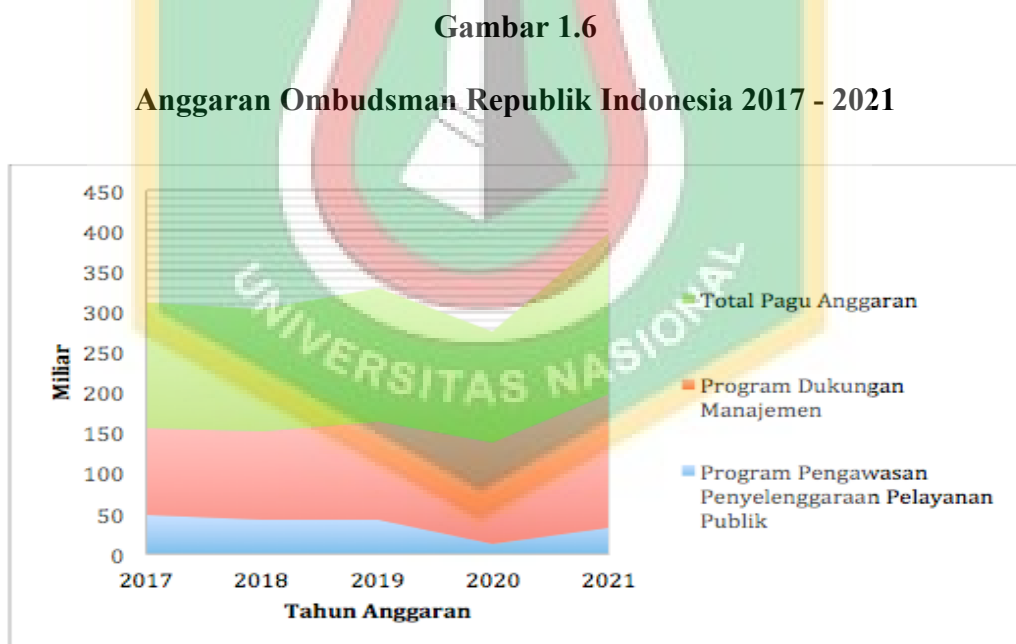 Gambar 1.6
Anggaran Ombudsman Republik Indonesia 2017 - 2021
450
400
350
300
250
200
150
100
50
0
Miliar
2017 2018 2019 2020 2021
Tahun Anggaran
Total Pagu Anggaran
Program Dukungan
Manajemen
Program Pengawasan
Penyelenggaraan Pelayanan
Publik
UNIVERSITAS NASIONAL